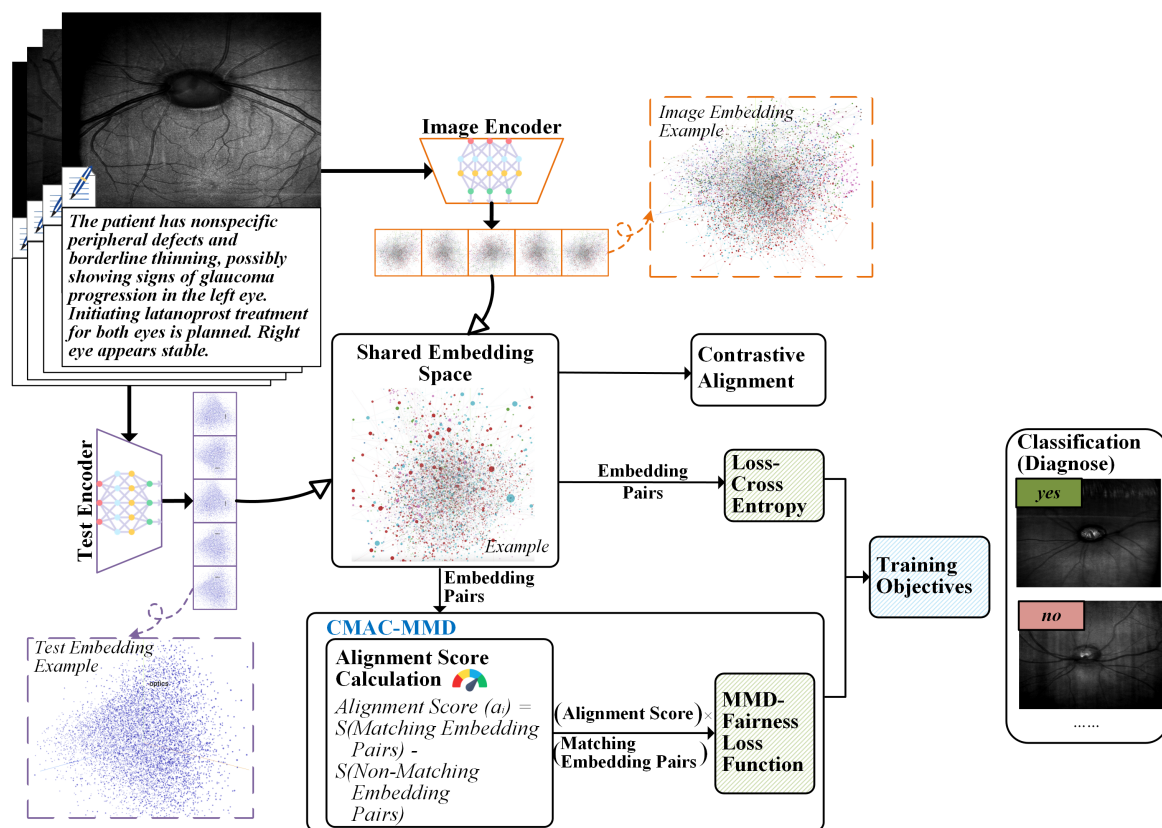 The patient has nonspecific
peripheral defects and
borderline thinning, possibly
showing signs of glaucoma
progression in the left eye.
Initiating latanoprost treatment
for both eyes is planned. Right
eye appears stable.
Image Encoder
Image Embedding
Example
Test Encoder
Shared Embedding
Space
Example
Contrastive
Alignment
Embedding
Pairs
Loss-
Cross
Entropy
Embedding
Pairs
Test Embedding
Example
-optics
CMAC-MMD
Alignment Score
Calculation
Alignment Score (aᵢ) =
S(Matching Embedding
Pairs) -
S(Non-Matching
Embedding
Pairs)
(Alignment Score) ×
(Matching
Embedding Pairs)
MMD-
Fairness
Loss
Function
Training
Objectives
Classification
(Diagnose)
yes
no
......